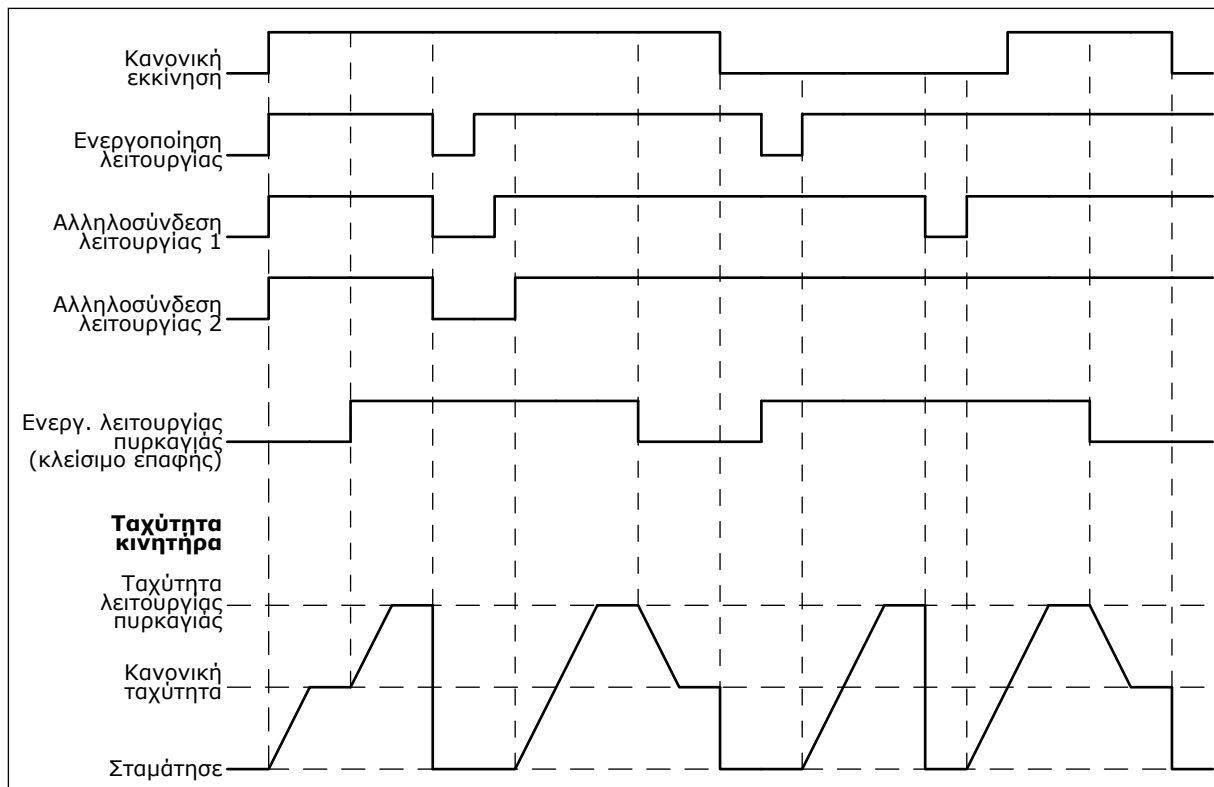 Κανονική
εκκίνηση
Ενεργοποίηση
λειτουργίας
Αλληλοσύνδεση
λειτουργίας 1
Αλληλοσύνδεση
λειτουργίας 2
Ενεργ. λειτουργίας
πυρκαγιάς
(κλείσιμο επαφής)
Ταχύτητα
κινητήρα
Ταχύτητα
λειτουργίας
πυρκαγιάς
Κανονική
ταχύτητα
Σταμάτησε